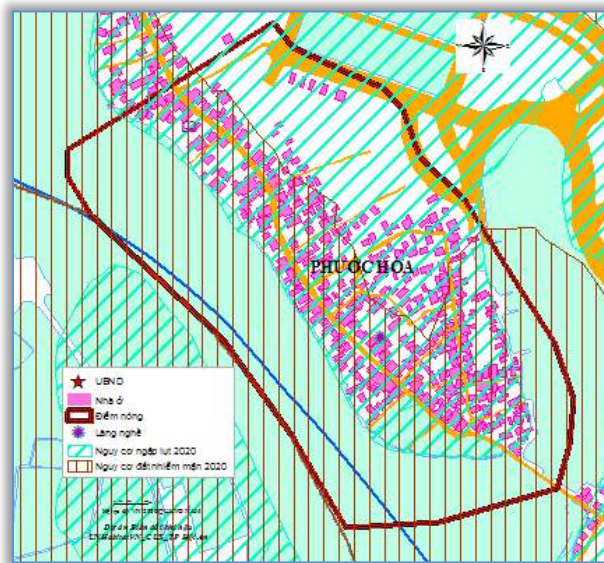 PHƯỚC HÒA
UBND
Nhà ở
Điểm nóng
Làng nghề
Nguy cơ ngập lụt 2020
Nguy cơ đất nhiễm mặn 2020